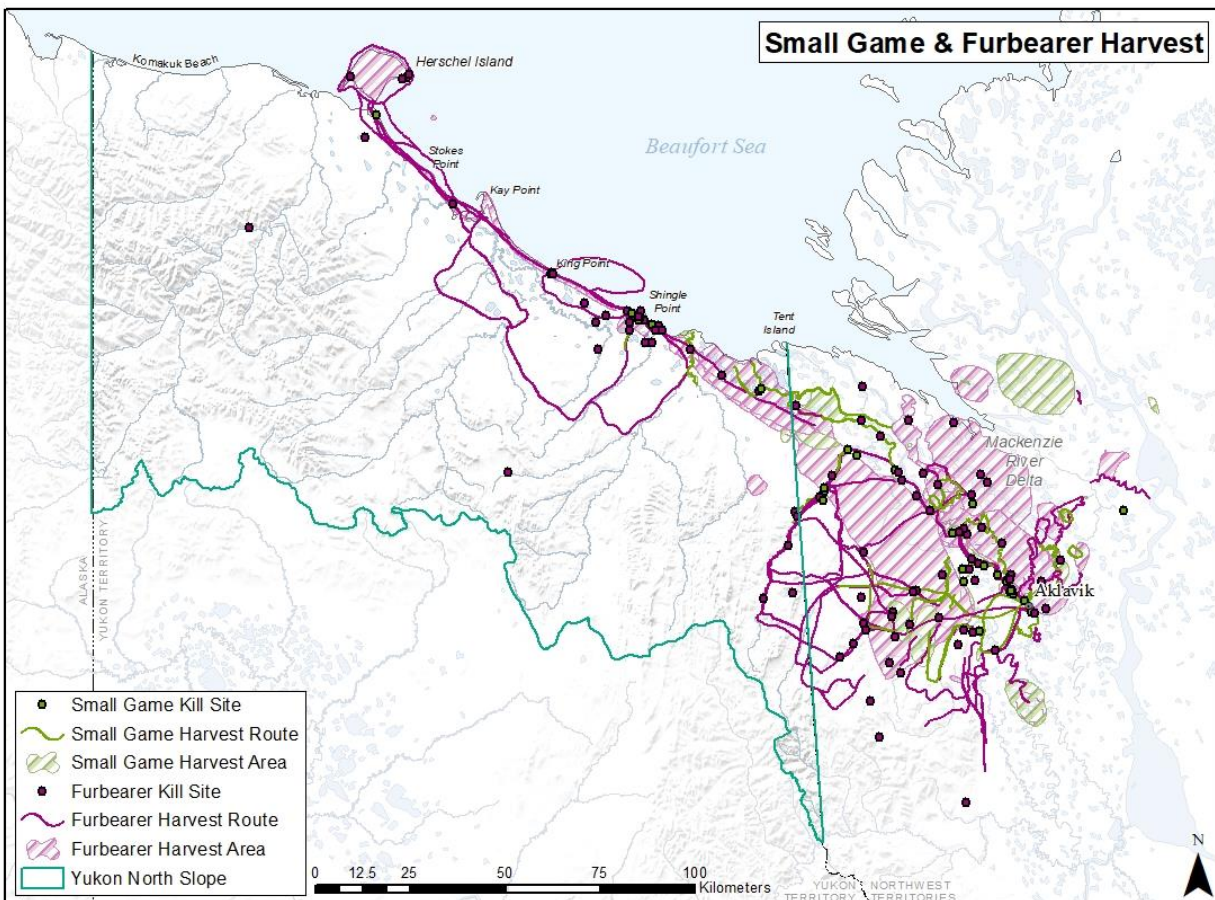 Small Game & Furbearer Harvest
Komakuk Beach
Herschel Island
Beaufort Sea
Stokes
Point
Kay Point
King Point
Shingle
Point
Tent
Island
Mackenzie
River
Delta
Aklavik
ALASKA
YUKON TERRITORY
Small Game Kill Site
Small Game Harvest Route
Small Game Harvest Area
Furbearer Kill Site
Furbearer Harvest Route
Furbearer Harvest Area
Yukon North Slope
0 12.5 25 50 75 100
Kilometers
N
YUKON
TERRITORY
NORTHWEST
TERRITORIES